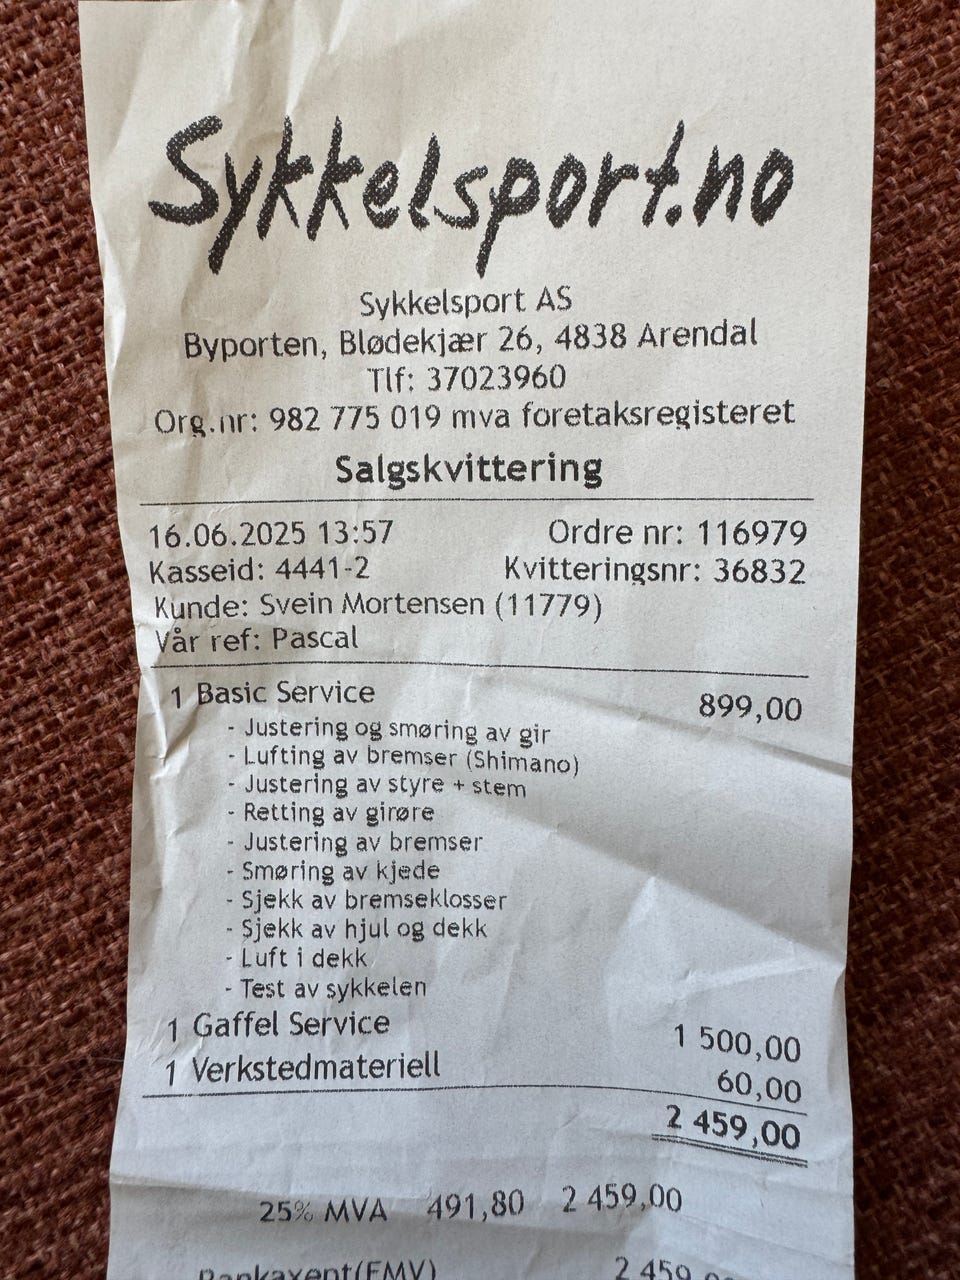 Sykkelsport.no
Sykkelsport AS
Byporten, Blødekjær 26, 4838 Arendal
Tlf: 37023960
Org.nr: 982 775 019 mva foretaksregisteret
Salgskvittering
16.06.2025 13:57 Ordre nr: 116979
Kasseid: 4441-2 Kvitteringsnr: 36832
Kunde: Svein Mortensen (11779)
Vår ref: Pascal
1 Basic Service 899,00
- Justering og smøring av gir
- Lufting av bremser (Shimano)
- Justering av styre + stem
- Retting av girøre
- Justering av bremser
- Smøring av kjede
- Sjekk av bremseklosser
- Sjekk av hjul og dekk
- Luft i dekk
- Test av sykkelen
1 Gaffel Service 1 500,00
1 Verkstedmateriell 60,00
2 459,00
25% MVA 491,80 2 459,00
Bankaxept(EMV) 2 459,00